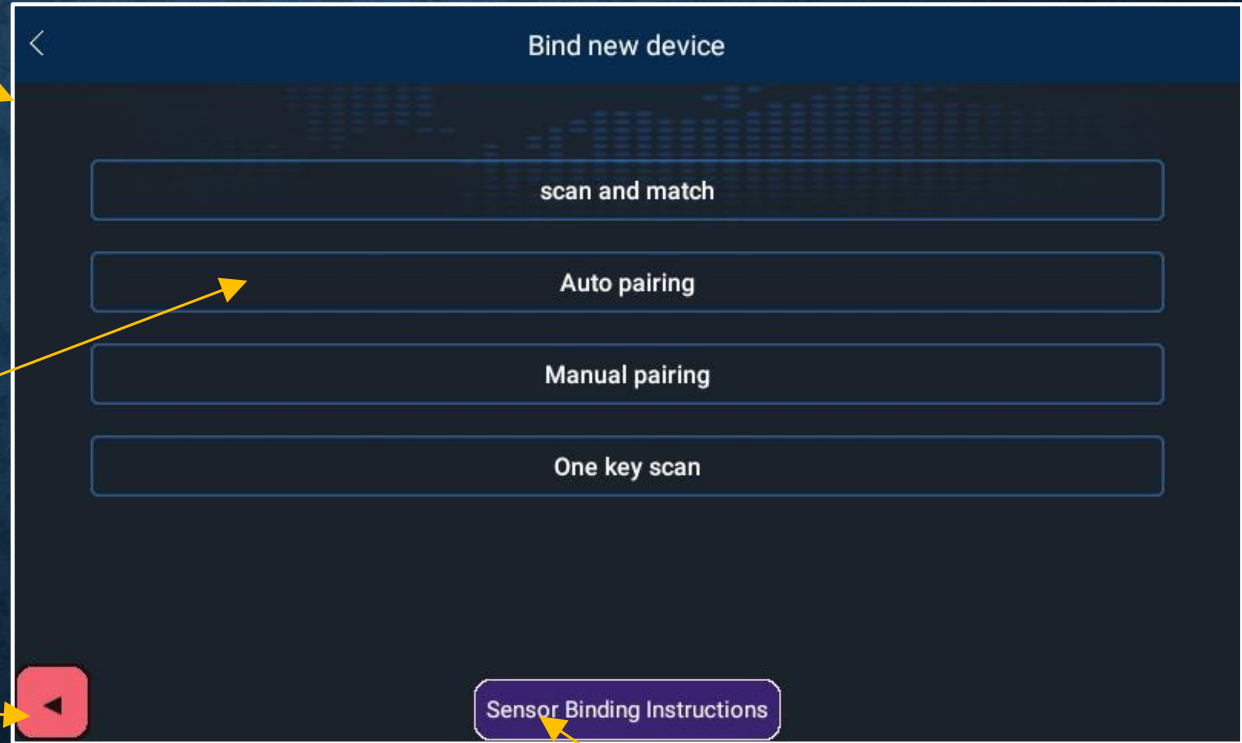 Bind new device
scan and match
Auto pairing
Manual pairing
One key scan
Sensor Binding Instructions